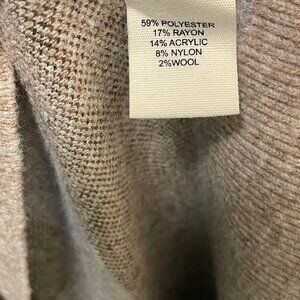 59% POLYESTER
17% RAYON
14% ACRYLIC
8% NYLON
2%WOOL